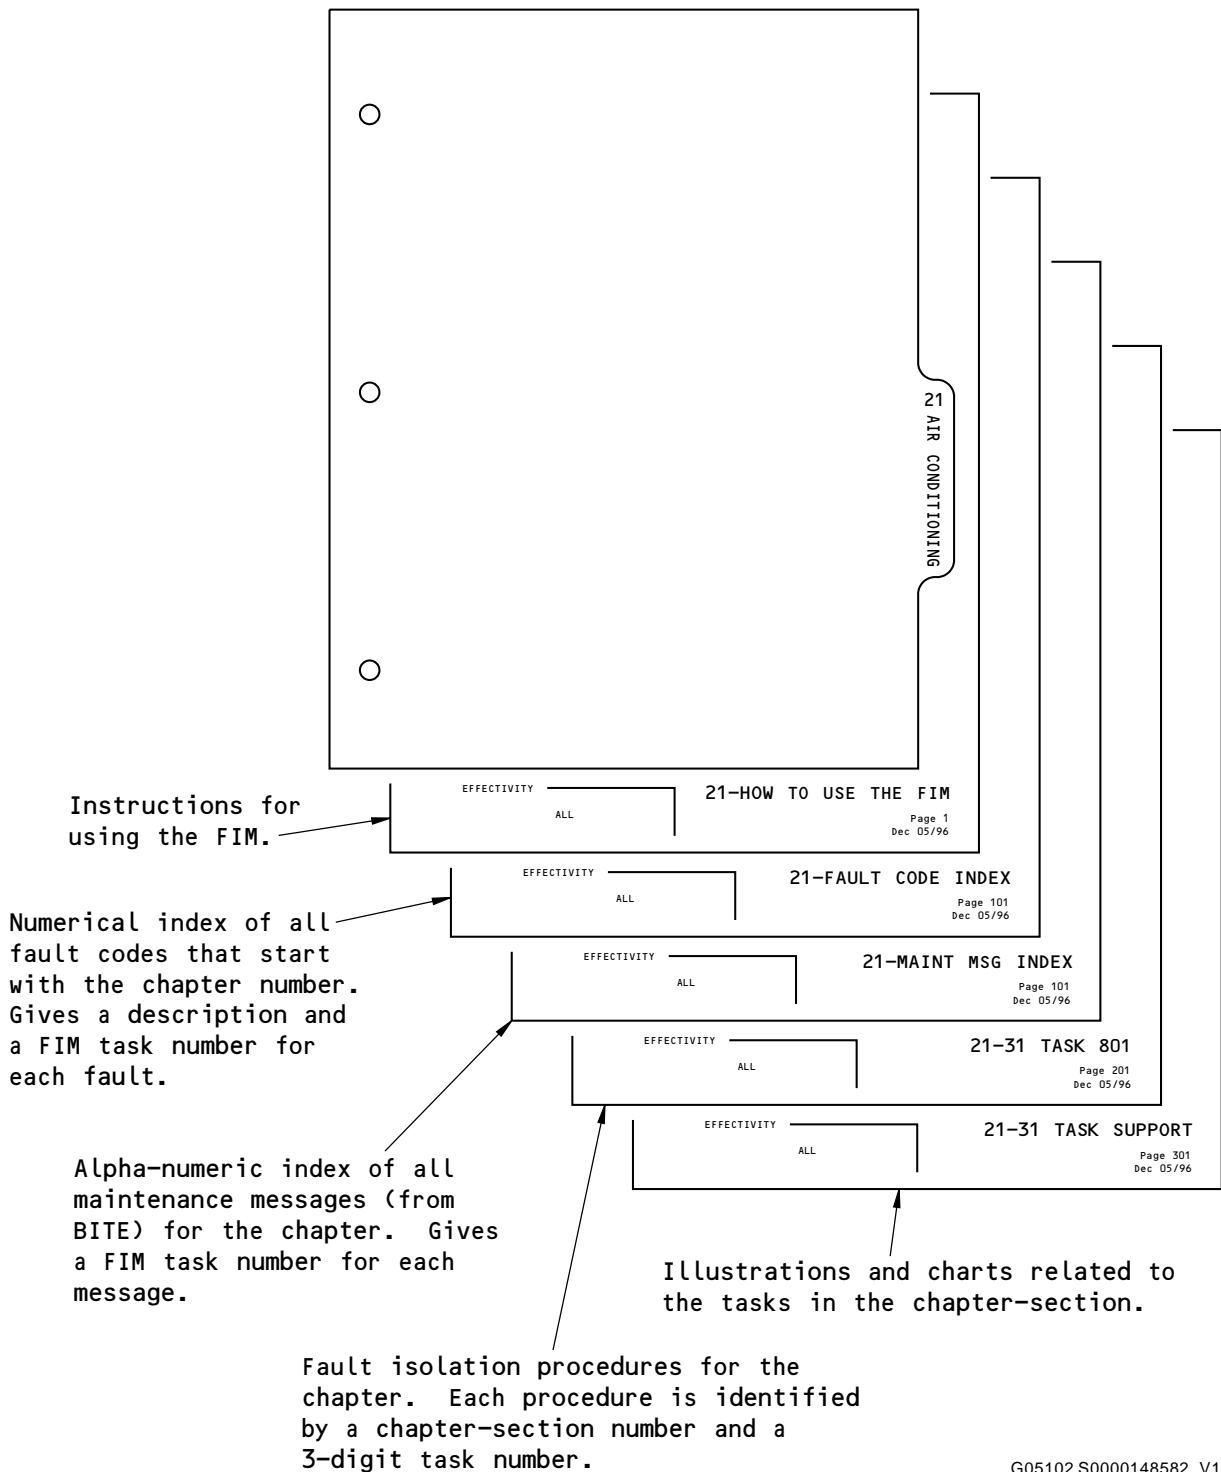 21
AIR CONDITIONING
Instructions for
using the FIM.
EFFECTIVITY
ALL
21-HOW TO USE THE FIM
Page 1
Dec 05/96
Numerical index of all
fault codes that start
with the chapter number.
Gives a description and
a FIM task number for
each fault.
EFFECTIVITY
ALL
21-FAULT CODE INDEX
Page 101
Dec 05/96
EFFECTIVITY
ALL
21-MAINT MSG INDEX
Page 101
Dec 05/96
EFFECTIVITY
ALL
21-31 TASK 801
Page 201
Dec 05/96
EFFECTIVITY
ALL
21-31 TASK SUPPORT
Page 301
Dec 05/96
Alpha-numeric index of all
maintenance messages (from
BITE) for the chapter. Gives
a FIM task number for each
message.
Illustrations and charts related to
the tasks in the chapter-section.
Fault isolation procedures for the
chapter. Each procedure is identified
by a chapter-section number and a
3-digit task number.
G05102 S0000148582_V1